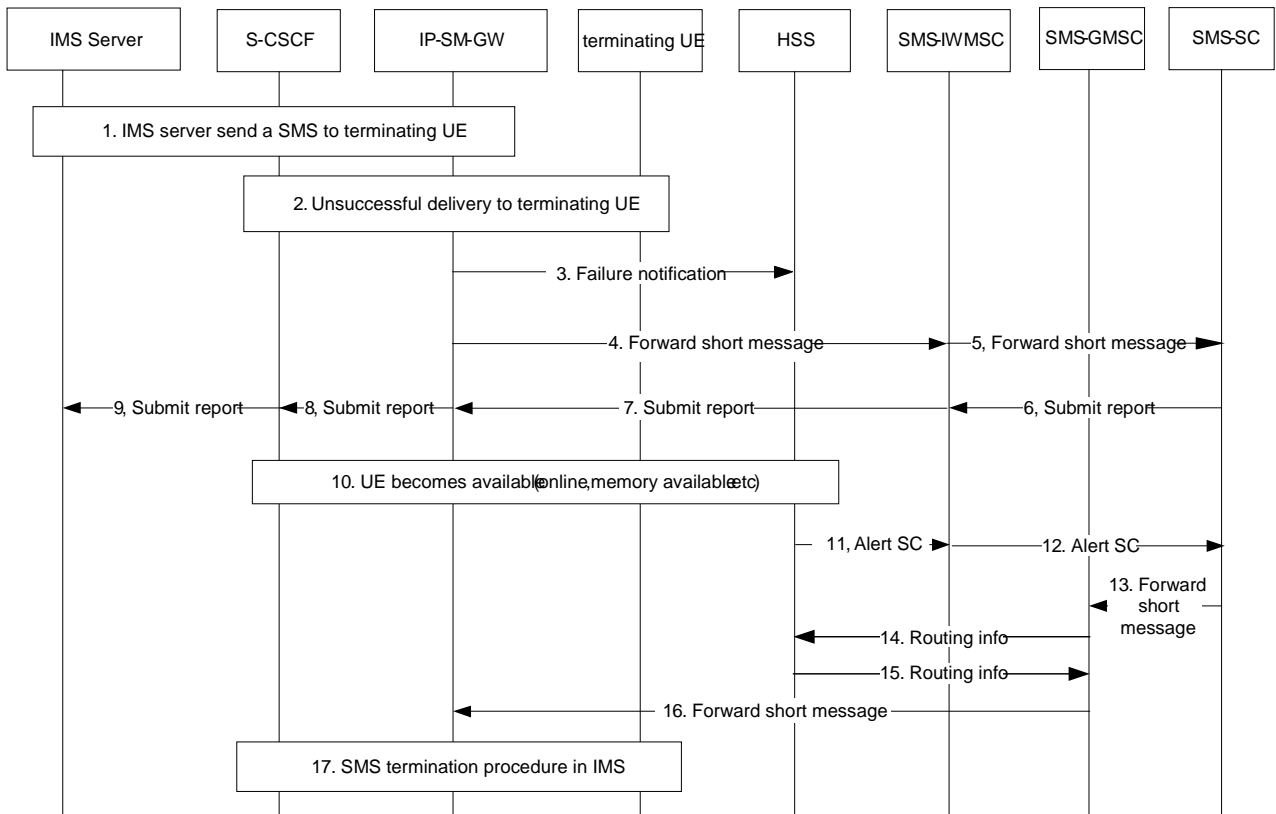 IMS Server
S-CSCF
IP-SM-GW
terminating UE
HSS
SMS-IWMSC
SMS-GMSC
SMS-SC
1. IMS server send a SMS to terminating UE
2. Unsuccessful delivery to terminating UE
3. Failure notification
4. Forward short message
5, Forward short message
9, Submit report
8, Submit report
7. Submit report
6, Submit report
10. UE becomes available(online,memory available etc)
11, Alert SC
12. Alert SC
13. Forward
short
message
14. Routing info
15. Routing info
16. Forward short message
17. SMS termination procedure in IMS